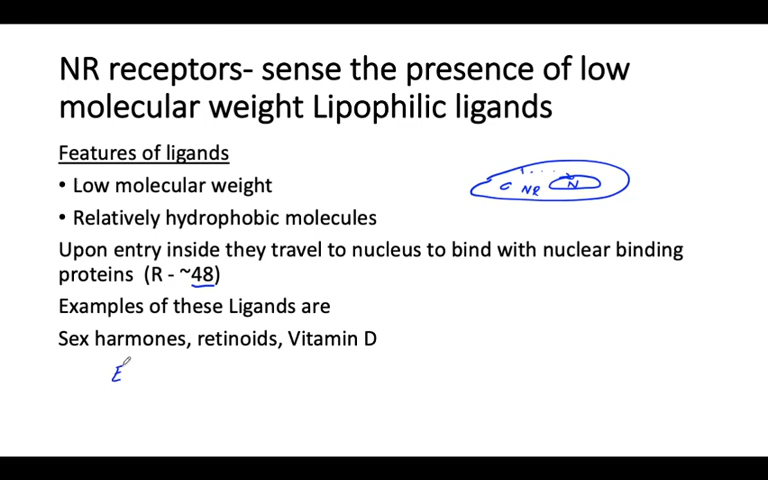 NR receptors- sense the presence of low
molecular weight Lipophilic ligands
Features of ligands
• Low molecular weight
• Relatively hydrophobic molecules
C NR N
Upon entry inside they travel to nucleus to bind with nuclear binding
proteins (R - ~48)
Examples of these Ligands are
Sex harmones, retinoids, Vitamin D
E